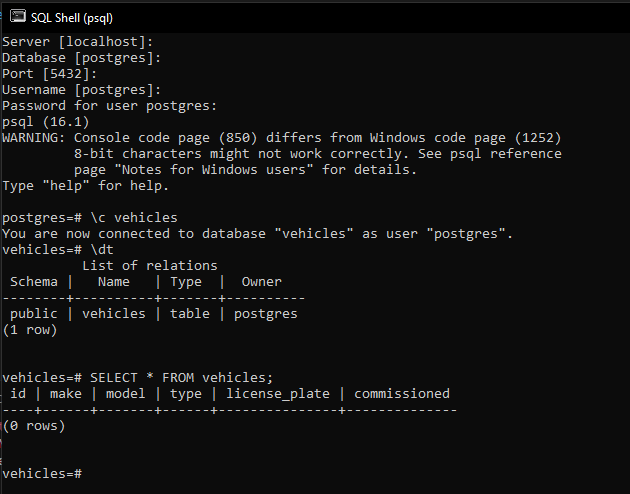 SQL Shell (psql)
Server [localhost]:
Database [postgres]:
Port [5432]:
Username [postgres]:
Password for user postgres:
psql (16.1)
WARNING: Console code page (850) differs from Windows code page (1252)
         8-bit characters might not work correctly. See psql reference
         page "Notes for Windows users" for details.
Type "help" for help.

postgres=# \c vehicles
You are now connected to database "vehicles" as user "postgres".
vehicles=# \dt
          List of relations
 Schema |   Name   | Type  |  Owner
--------+----------+-------+----------
 public | vehicles | table | postgres
(1 row)


vehicles=# SELECT * FROM vehicles;
 id | make | model | type | license_plate | commissioned
----+------+-------+------+---------------+--------------
(0 rows)


vehicles=#